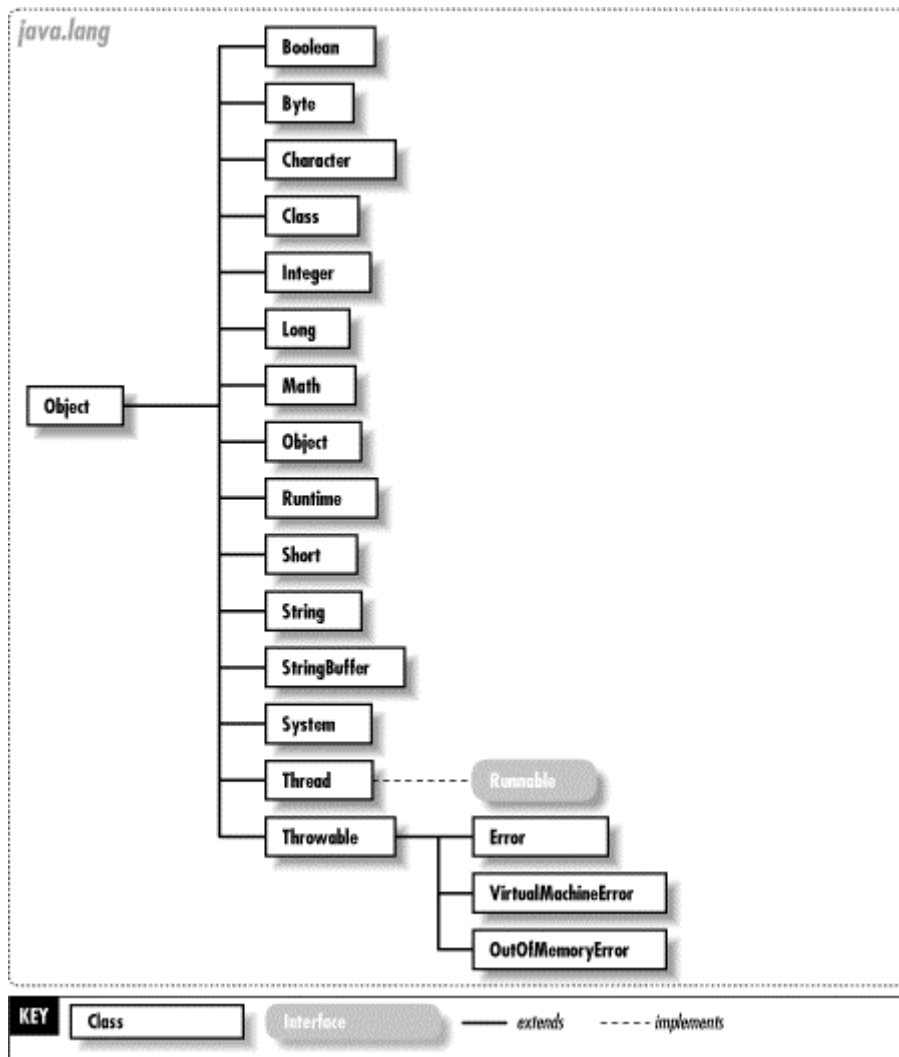 java.lang
Boolean
Byte
Character
Class
Integer
Long
Math
Object
Object
Runtime
Short
String
StringBuffer
System
Thread
Runnable
Throwable
Error
VirtualMachineError
OutOfMemoryError
KEY
Class
Interface
extends
implements